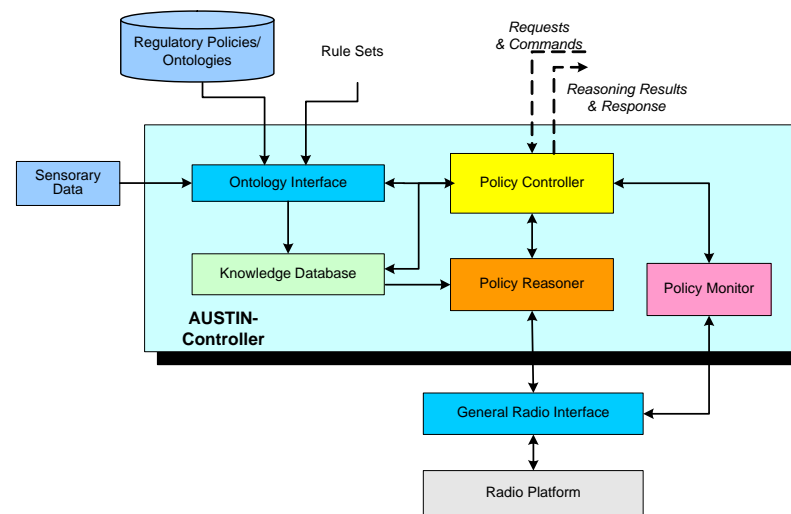 Regulatory Policies/
Ontologies
Rule Sets
Requests
& Commands
Reasoning Results
& Response
Sensorary
Data
Ontology Interface
Policy Controller
Knowledge Database
Policy Reasoner
Policy Monitor
AUSTIN-
Controller
General Radio Interface
Radio Platform